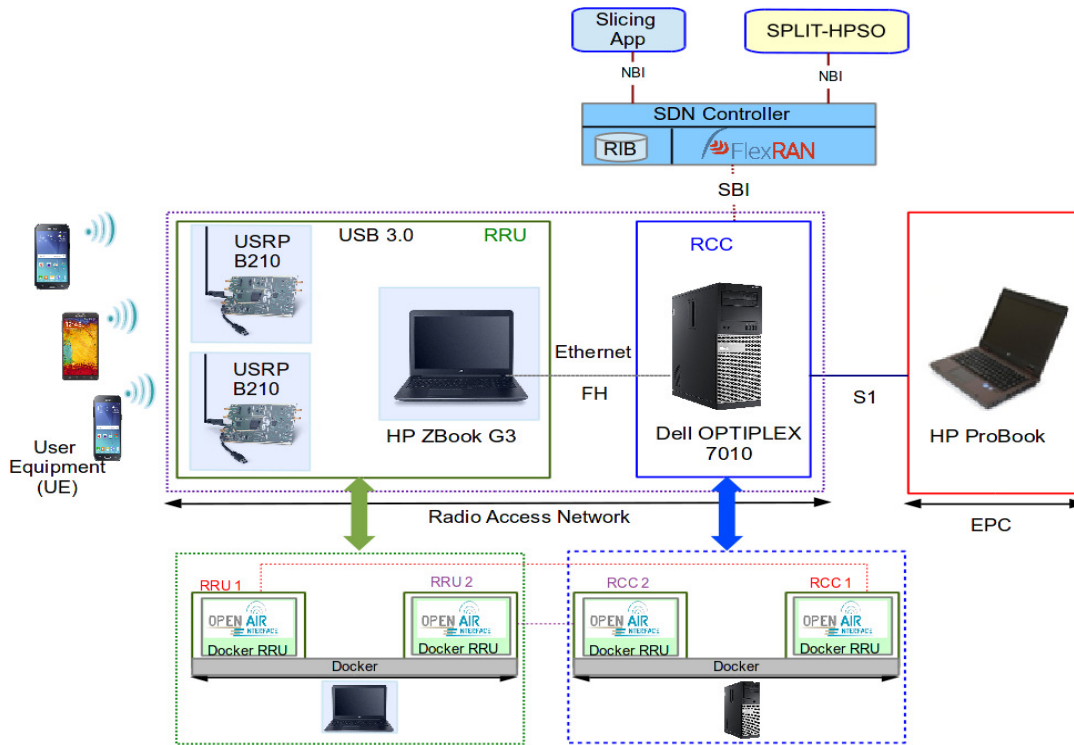 Slicing
App
SPLIT-HPSO
NBI
NBI
SDN Controller
RIB
FlexRAN
SBI
USB 3.0
RRU
USRP
B210
RCC
USRP
B210
Ethernet
FH
S1
HP ZBook G3
Dell OPTIPLEX
7010
HP ProBook
User
Equipment
(UE)
Radio Access Network
EPC
RRU 1
RRU 2
RCC 2
RCC 1
OPEN AIR
INTERFACE
Docker RRU
OPEN AIR
INTERFACE
Docker RRU
OPEN AIR
INTERFACE
Docker RRU
OPEN AIR
INTERFACE
Docker RRU
Docker
Docker